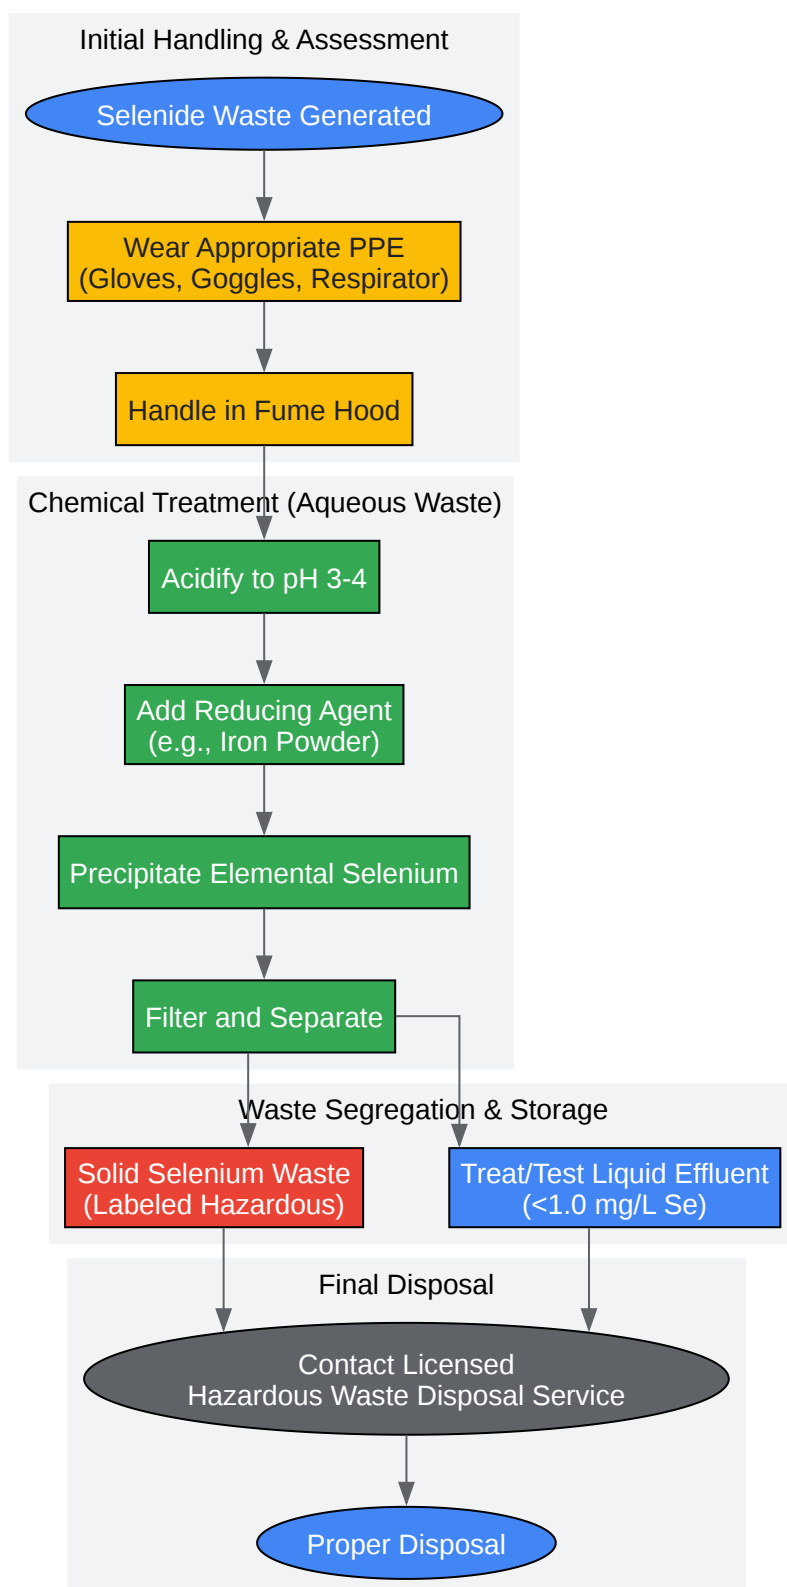 Initial Handling & Assessment
Selenide Waste Generated
Wear Appropriate PPE
(Gloves, Goggles, Respirator)
Handle in Fume Hood
Chemical Treatment (Aqueous Waste)
Acidify to pH 3-4
Add Reducing Agent
(e.g., Iron Powder)
Precipitate Elemental Selenium
Filter and Separate
Waste Segregation & Storage
Solid Selenium Waste
(Labeled Hazardous)
Treat/Test Liquid Effluent
(<1.0 mg/L Se)
Final Disposal
Contact Licensed
Hazardous Waste Disposal Service
Proper Disposal